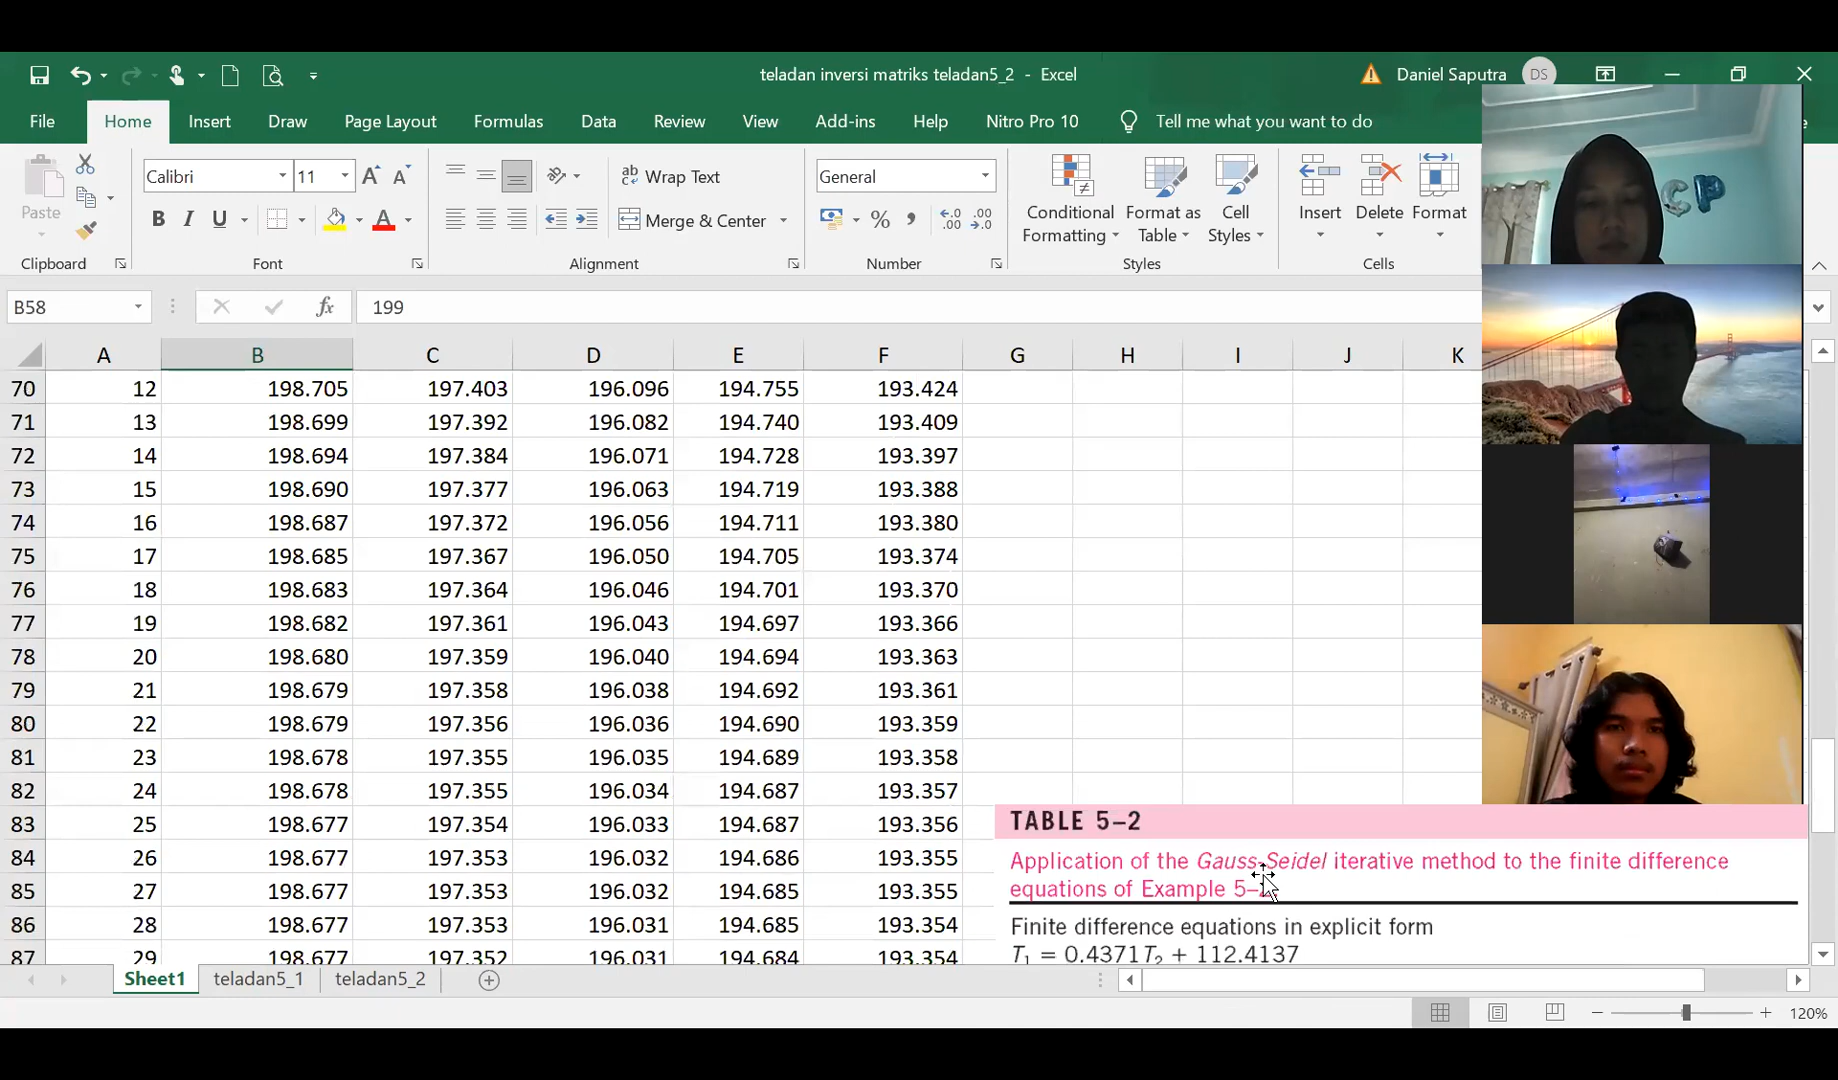 teladan inversi matriks teladan5_2 - Excel
Daniel Saputra
DS
File Home Insert Draw Page Layout Formulas Data Review View Add-ins Help Nitro Pro 10 Tell me what you want to do
Paste
Clipboard
Calibri 11
B I U A
Font
Wrap Text
Merge & Center
Alignment
General
% ,
Number
Conditional Formatting
Format as Table
Cell Styles
Styles
Insert Delete Format
Cells
CP
B58 fx 199
A B C D E F G H I J K
70 12 198.705 197.403 196.096 194.755 193.424
71 13 198.699 197.392 196.082 194.740 193.409
72 14 198.694 197.384 196.071 194.728 193.397
73 15 198.690 197.377 196.063 194.719 193.388
74 16 198.687 197.372 196.056 194.711 193.380
75 17 198.685 197.367 196.050 194.705 193.374
76 18 198.683 197.364 196.046 194.701 193.370
77 19 198.682 197.361 196.043 194.697 193.366
78 20 198.680 197.359 196.040 194.694 193.363
79 21 198.679 197.358 196.038 194.692 193.361
80 22 198.679 197.356 196.036 194.690 193.359
81 23 198.678 197.355 196.035 194.689 193.358
82 24 198.678 197.355 196.034 194.687 193.357
83 25 198.677 197.354 196.033 194.687 193.356
84 26 198.677 197.353 196.032 194.686 193.355
85 27 198.677 197.353 196.032 194.685 193.355
86 28 198.677 197.353 196.031 194.685 193.354
87 29 198.677 197.352 196.031 194.684 193.354
TABLE 5–2
Application of the Gauss-Seidel iterative method to the finite difference
equations of Example 5–
Finite difference equations in explicit form
T₁ = 0.4371T₂ + 112.4137
Sheet1 teladan5_1 teladan5_2
120%